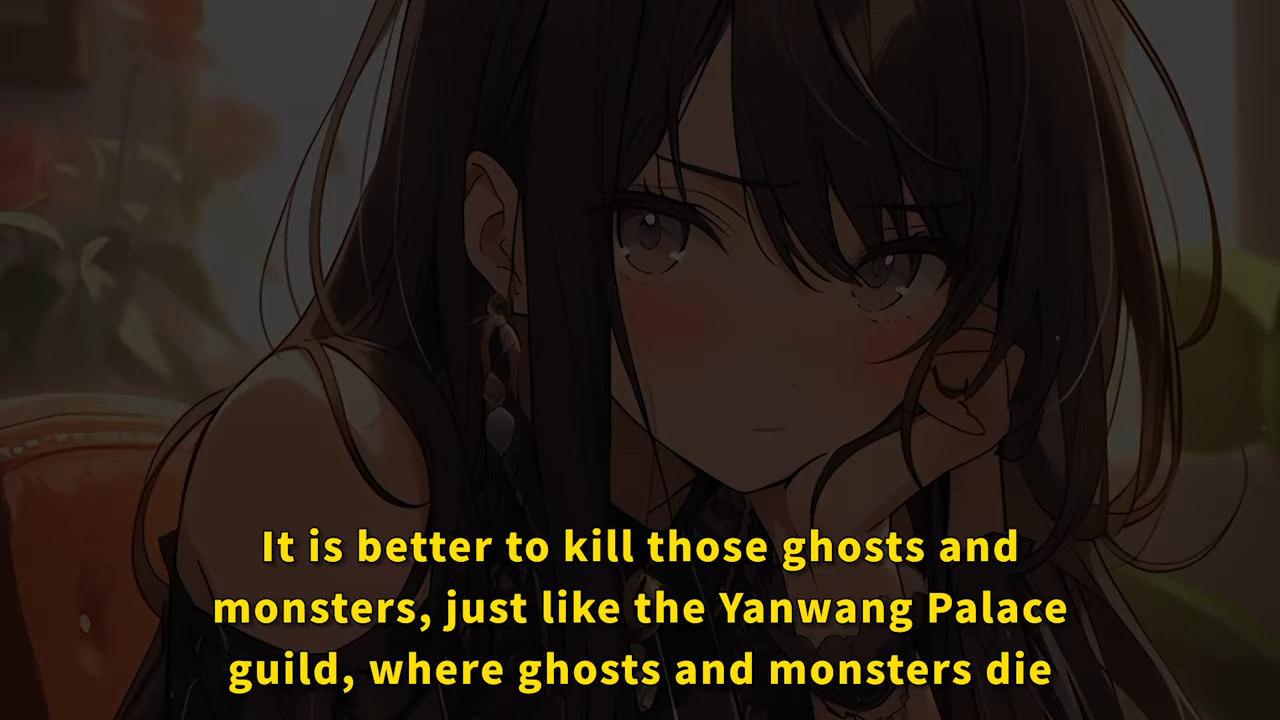 It is better to kill those ghosts and
monsters, just like the Yanwang Palace
guild, where ghosts and monsters die